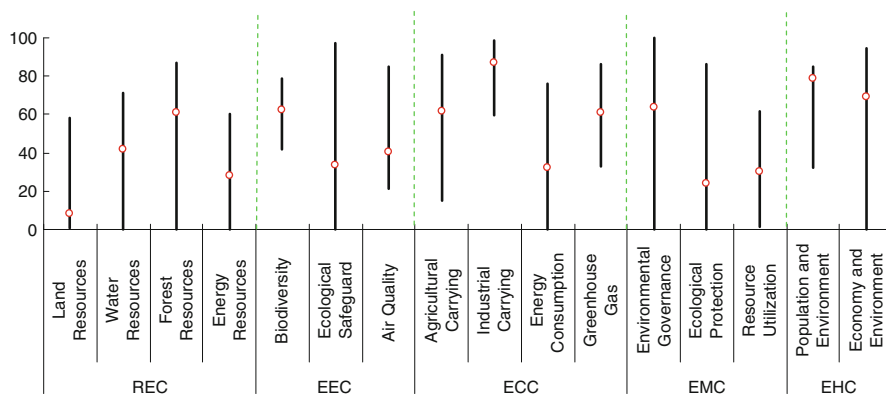 100
80
60
40
20
0
Land
Resources
Water
Resources
Forest
Resources
Energy
Resources
Biodiversity
Ecological
Safeguard
Air Quality
Agricultural
Carrying
Industrial
Carrying
Energy
Consumption
Greenhouse
Gas
Environmental
Governance
Ecological
Protection
Resource
Utilization
Population and
Environment
Economy and
Environment
REC
EEC
ECC
EMC
EHC